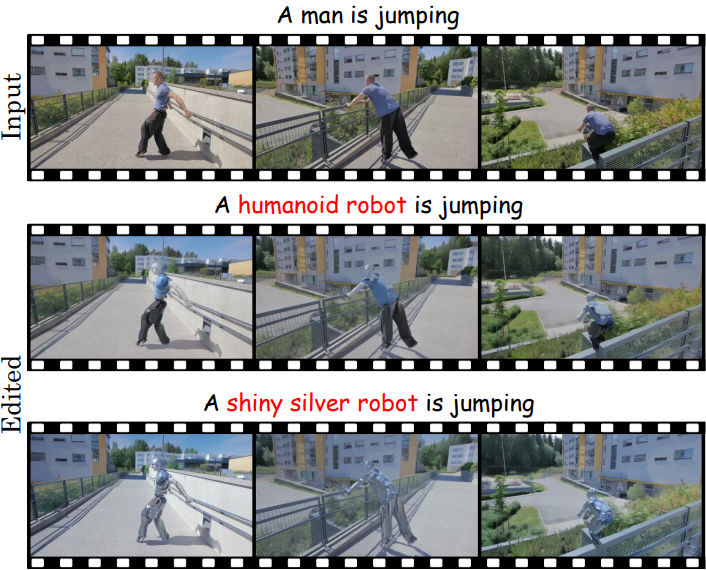 A man is jumping
Input
A humanoid robot is jumping
Edited
A shiny silver robot is jumping